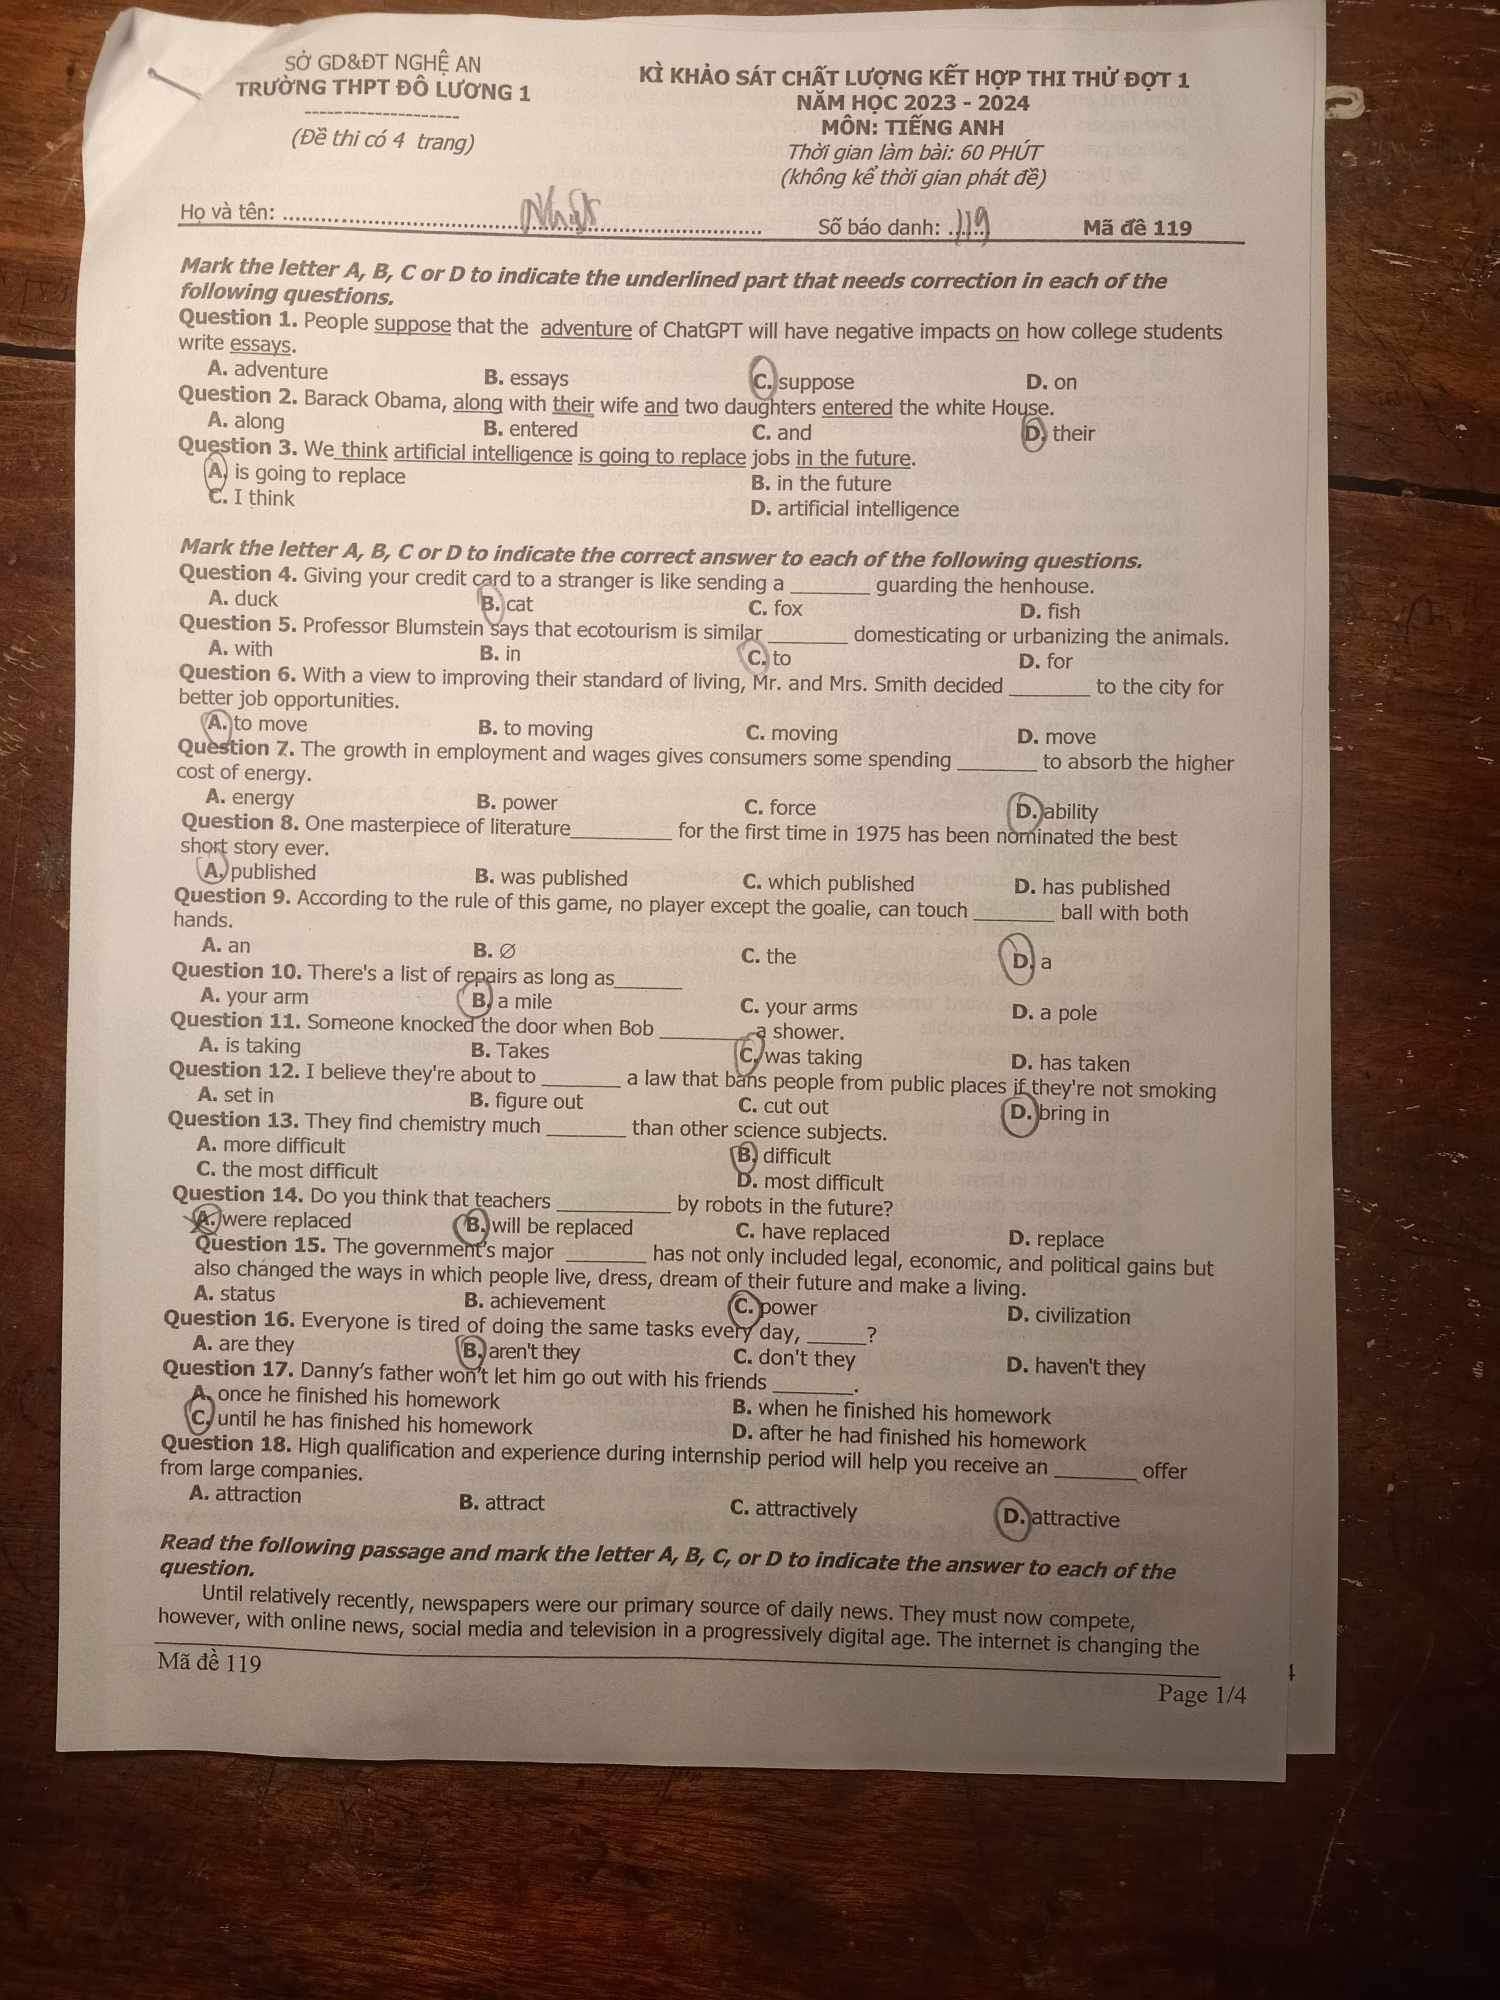 SỞ GD&ĐT NGHỆ AN
TRƯỜNG THPT ĐÔ LƯƠNG 1
--------------------
(Đề thi có 4 trang)
KÌ KHẢO SÁT CHẤT LƯỢNG KẾT HỢP THI THỬ ĐỢT 1
NĂM HỌC 2023 - 2024
MÔN: TIẾNG ANH
Thời gian làm bài: 60 PHÚT
(không kể thời gian phát đề)
Họ và tên: ............................................................
Số báo danh: 119 Mã đề 119
Mark the letter A, B, C or D to indicate the underlined part that needs correction in each of the
following questions.
Question 1. People suppose that the adventure of ChatGPT will have negative impacts on how college students
write essays.
A. adventure B. essays C. suppose D. on
Question 2. Barack Obama, along with their wife and two daughters entered the white House.
A. along B. entered C. and D. their
Question 3. We think artificial intelligence is going to replace jobs in the future.
A. is going to replace B. in the future
C. I think D. artificial intelligence
Mark the letter A, B, C or D to indicate the correct answer to each of the following questions.
Question 4. Giving your credit card to a stranger is like sending a ________ guarding the henhouse.
A. duck B. cat C. fox D. fish
Question 5. Professor Blumstein says that ecotourism is similar ________ domesticating or urbanizing the animals.
A. with B. in C. to D. for
Question 6. With a view to improving their standard of living, Mr. and Mrs. Smith decided ________ to the city for
better job opportunities.
A. to move B. to moving C. moving D. move
Question 7. The growth in employment and wages gives consumers some spending ________ to absorb the higher
cost of energy.
A. energy B. power C. force D. ability
Question 8. One masterpiece of literature__________ for the first time in 1975 has been nominated the best
short story ever.
A. published B. was published C. which published D. has published
Question 9. According to the rule of this game, no player except the goalie, can touch ________ ball with both
hands.
A. an B. Ø C. the D. a
Question 10. There's a list of repairs as long as_______
A. your arm B. a mile C. your arms D. a pole
Question 11. Someone knocked the door when Bob __________a shower.
A. is taking B. Takes C. was taking D. has taken
Question 12. I believe they're about to ________ a law that bans people from public places if they're not smoking
A. set in B. figure out C. cut out D. bring in
Question 13. They find chemistry much ________ than other science subjects.
A. more difficult B. difficult
C. the most difficult D. most difficult
Question 14. Do you think that teachers ____________ by robots in the future?
A. were replaced B. will be replaced C. have replaced D. replace
Question 15. The government's major ________ has not only included legal, economic, and political gains but
also changed the ways in which people live, dress, dream of their future and make a living.
A. status B. achievement C. power D. civilization
Question 16. Everyone is tired of doing the same tasks every day, ______?
A. are they B. aren't they C. don't they D. haven't they
Question 17. Danny's father won't let him go out with his friends ________.
A. once he finished his homework B. when he finished his homework
C. until he has finished his homework D. after he had finished his homework
Question 18. High qualification and experience during internship period will help you receive an ________ offer
from large companies.
A. attraction B. attract C. attractively D. attractive
Read the following passage and mark the letter A, B, C, or D to indicate the answer to each of the
question.
Until relatively recently, newspapers were our primary source of daily news. They must now compete,
however, with online news, social media and television in a progressively digital age. The internet is changing the
Mã đề 119
Page 1/4
4